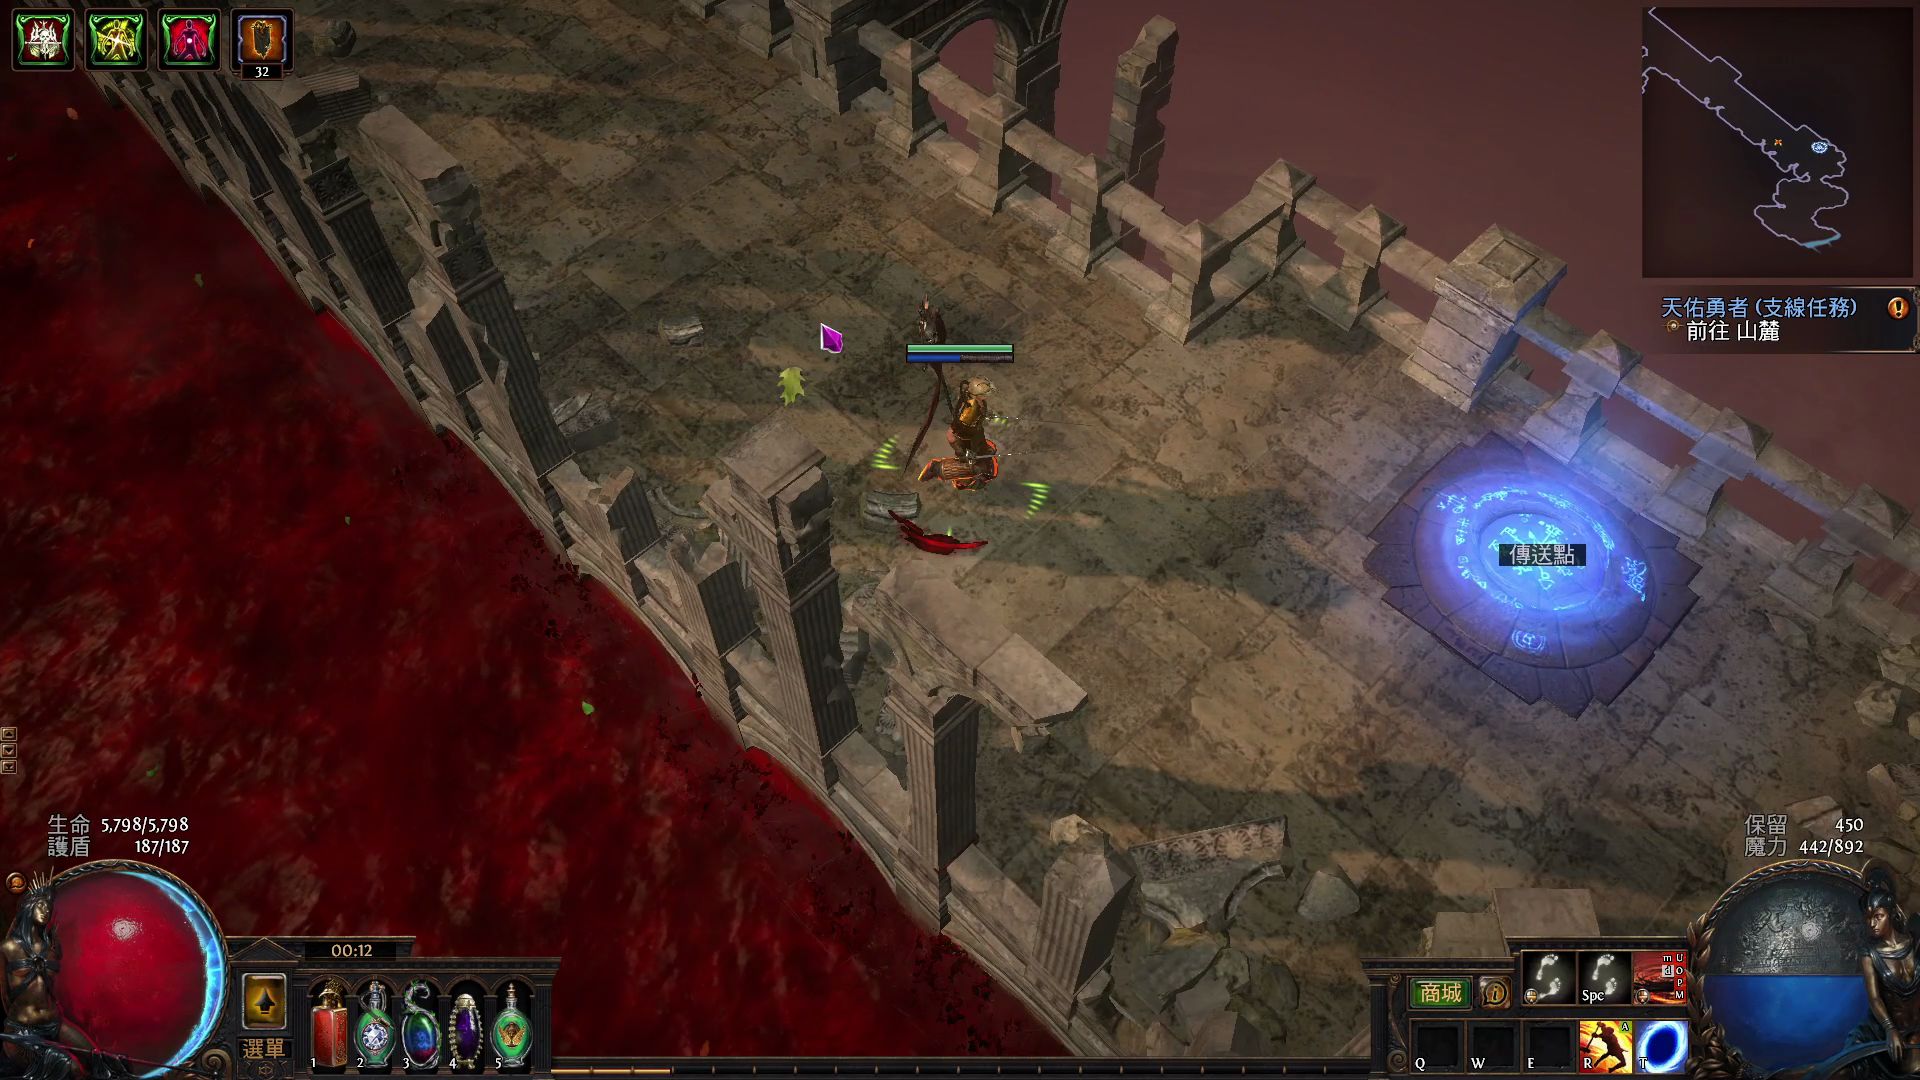 32
天佑勇者 (支線任務)
前往 山麓
傳送點
生命 5,798/5,798
護盾 187/187
保留 450
魔力 442/892
00:12
選單
1 2 3 4 5
商城
Spc
m U
d O
P
M
Q W E R A T